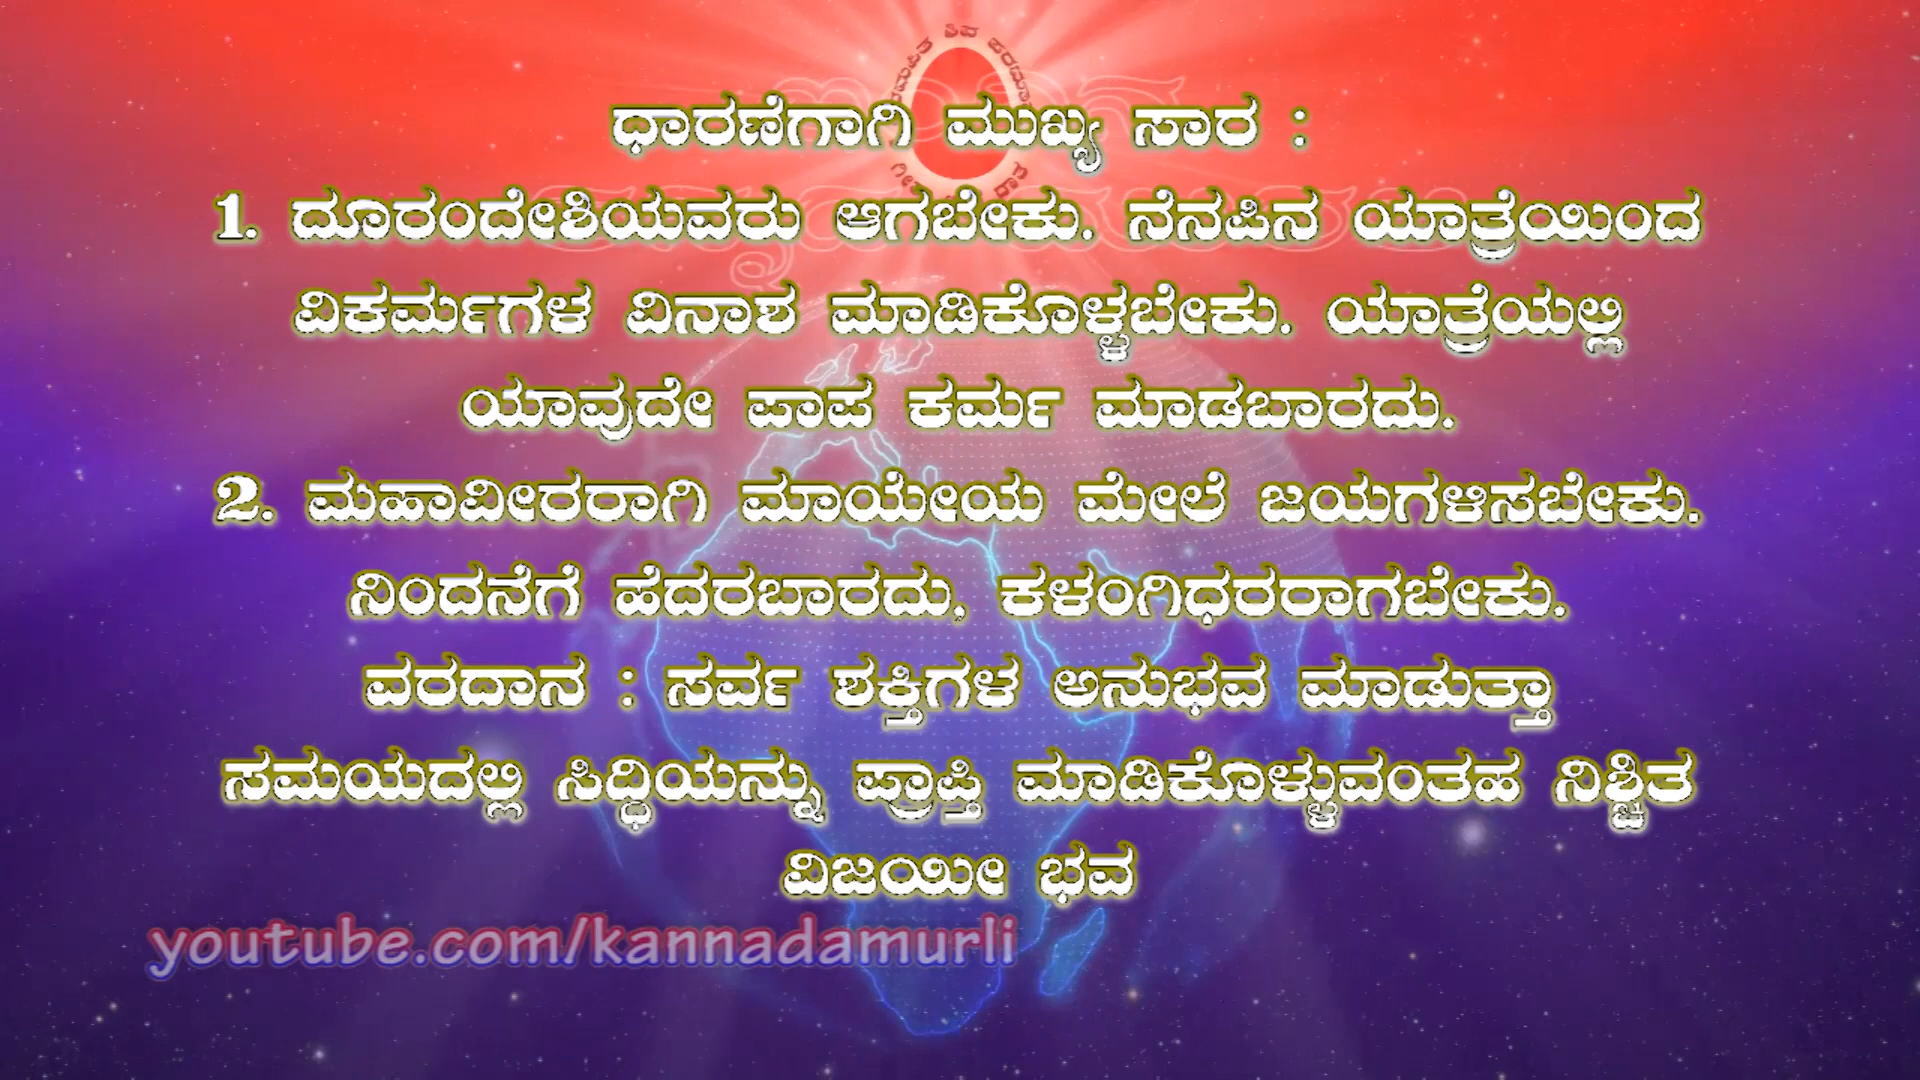 ಧಾರಣೆಗಾಗಿ ಮುಖ್ಯ ಸಾರ :
1. ದೂರಂದೇಶಿಯವರು ಆಗಬೇಕು. ನೆನಪಿನ ಯಾತ್ರೆಯಿಂದ
ವಿಕರ್ಮಗಳ ವಿನಾಶ ಮಾಡಿಕೊಳ್ಳಬೇಕು. ಯಾತ್ರೆಯಲ್ಲಿ
ಯಾವುದೇ ಪಾಪ ಕರ್ಮ ಮಾಡಬಾರದು.
2. ಮಹಾವೀರರಾಗಿ ಮಾಯೇಯ ಮೇಲೆ ಜಯಗಳಿಸಬೇಕು.
ನಿಂದನೆಗೆ ಹೆದರಬಾರದು, ಕಳಂಗಿಧರರಾಗಬೇಕು.
ವರದಾನ : ಸರ್ವ ಶಕ್ತಿಗಳ ಅನುಭವ ಮಾಡುತ್ತಾ
ಸಮಯದಲ್ಲಿ ಸಿದ್ಧಿಯನ್ನು ಪ್ರಾಪ್ತಿ ಮಾಡಿಕೊಳ್ಳುವಂತಹ ನಿಶ್ಚಿತ
ವಿಜಯೀ ಭವ
youtube.com/kannadamurli